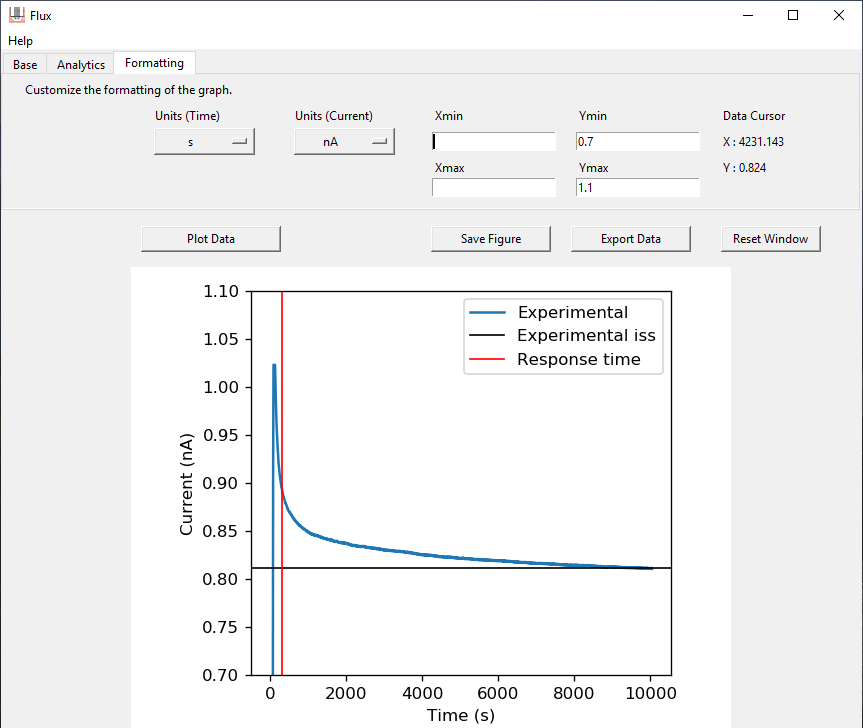 Flux
Help
Base Analytics Formatting
Customize the formatting of the graph.
Units (Time) Units (Current) Xmin Ymin Data Cursor
s nA 0.7 X : 4231.143
Xmax Ymax Y : 0.824
1.1
Plot Data Save Figure Export Data Reset Window
1.10
1.05
1.00
0.95
0.90
0.85
0.80
0.75
0.70
Current (nA)
Experimental
Experimental iss
Response time
0 2000 4000 6000 8000 10000
Time (s)